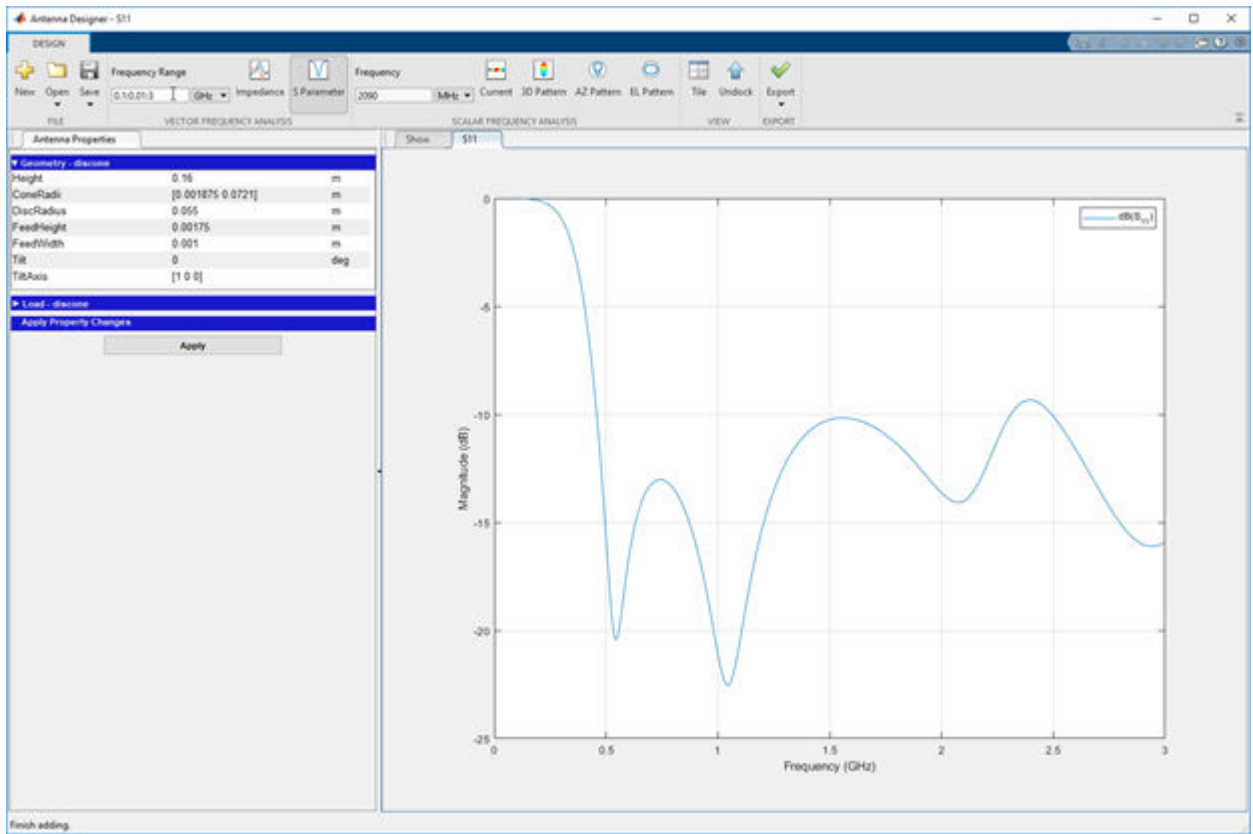 Antenna Designer - S11
DESIGN
New Open Save
FILE
Frequency Range
0.1:0.01:3 GHz
Impedance S Parameter
VECTOR FREQUENCY ANALYSIS
Frequency
2090 MHz
Current 3D Pattern AZ Pattern EL Pattern
SCALAR FREQUENCY ANALYSIS
Tile Undock
VIEW
Export
EXPORT
Antenna Properties
Geometry - discone
Height 0.16 m
ConeRadii [0.001875 0.0721] m
DiscRadius 0.055 m
FeedHeight 0.00175 m
FeedWidth 0.001 m
Tilt 0 deg
TiltAxis [1 0 0]
Load - discone
Apply Property Changes
Apply
Show S11
dB(S11)
0
-5
-10
-15
-20
-25
Magnitude (dB)
0 0.5 1 1.5 2 2.5 3
Frequency (GHz)
Finish adding.